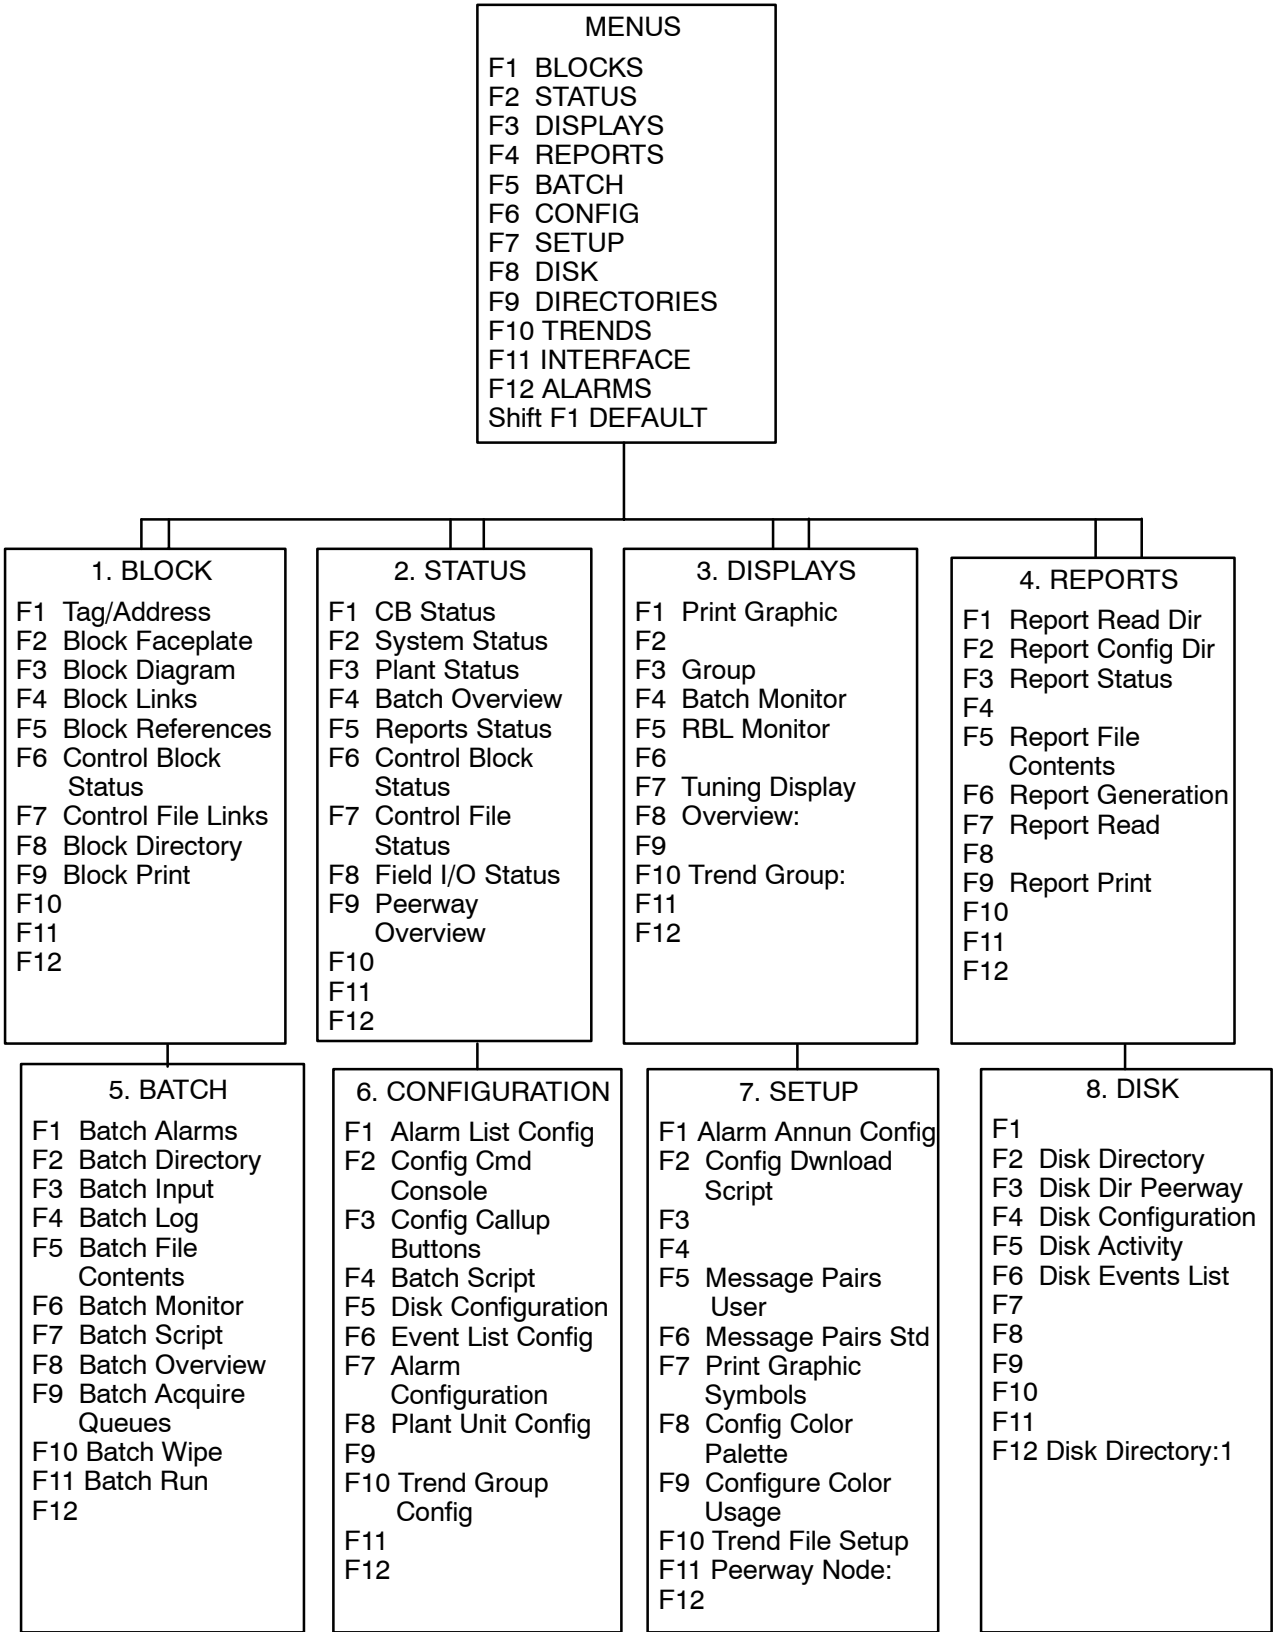 MENUS
F1 BLOCKS
F2 STATUS
F3 DISPLAYS
F4 REPORTS
F5 BATCH
F6 CONFIG
F7 SETUP
F8 DISK
F9 DIRECTORIES
F10 TRENDS
F11 INTERFACE
F12 ALARMS
Shift F1 DEFAULT
1. BLOCK
F1 Tag/Address
F2 Block Faceplate
F3 Block Diagram
F4 Block Links
F5 Block References
F6 Control Block
Status
F7 Control File Links
F8 Block Directory
F9 Block Print
F10
F11
F12
2. STATUS
F1 CB Status
F2 System Status
F3 Plant Status
F4 Batch Overview
F5 Reports Status
F6 Control Block
Status
F7 Control File
Status
F8 Field I/O Status
F9 Peerway
Overview
F10
F11
F12
3. DISPLAYS
F1 Print Graphic
F2
F3 Group
F4 Batch Monitor
F5 RBL Monitor
F6
F7 Tuning Display
F8 Overview:
F9
F10 Trend Group:
F11
F12
4. REPORTS
F1 Report Read Dir
F2 Report Config Dir
F3 Report Status
F4
F5 Report File
Contents
F6 Report Generation
F7 Report Read
F8
F9 Report Print
F10
F11
F12
5. BATCH
F1 Batch Alarms
F2 Batch Directory
F3 Batch Input
F4 Batch Log
F5 Batch File
Contents
F6 Batch Monitor
F7 Batch Script
F8 Batch Overview
F9 Batch Acquire
Queues
F10 Batch Wipe
F11 Batch Run
F12
6. CONFIGURATION
F1 Alarm List Config
F2 Config Cmd
Console
F3 Config Callup
Buttons
F4 Batch Script
F5 Disk Configuration
F6 Event List Config
F7 Alarm
Configuration
F8 Plant Unit Config
F9
F10 Trend Group
Config
F11
F12
7. SETUP
F1 Alarm Annun Config
F2 Config Dwnload
Script
F3
F4
F5 Message Pairs
User
F6 Message Pairs Std
F7 Print Graphic
Symbols
F8 Config Color
Palette
F9 Configure Color
Usage
F10 Trend File Setup
F11 Peerway Node:
F12
8. DISK
F1
F2 Disk Directory
F3 Disk Dir Peerway
F4 Disk Configuration
F5 Disk Activity
F6 Disk Events List
F7
F8
F9
F10
F11
F12 Disk Directory:1